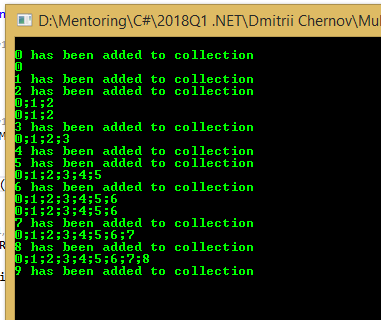 D:\Mentoring\C#\2018Q1 .NET\Dmitrii Chernov\Mul
0 has been added to collection
0
1 has been added to collection
2 has been added to collection
0;1;2
0;1;2
3 has been added to collection
0;1;2;3
4 has been added to collection
5 has been added to collection
0;1;2;3;4;5
6 has been added to collection
0;1;2;3;4;5;6
0;1;2;3;4;5;6
7 has been added to collection
0;1;2;3;4;5;6;7
8 has been added to collection
0;1;2;3;4;5;6;7;8
9 has been added to collection